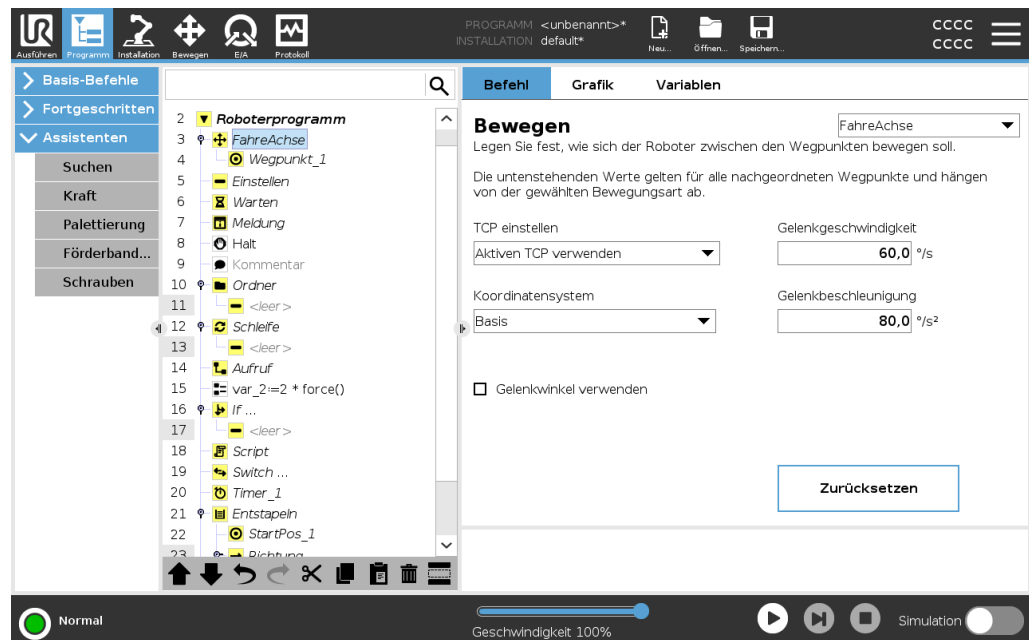 UR
PROGRAMM <unbenannt>*
INSTALLATION default*
CCCC
CCCC
Ausführen Programm Installation Bewegen E/A Protokoll Neu... Öffnen... Speichern...
Basis-Befehle
Fortgeschritten
Assistenten
Suchen
Kraft
Palettierung
Förderband...
Schrauben
2 Roboterprogramm
3 FahreAchse
4 Wegpunkt_1
5 Einstellen
6 Warten
7 Meldung
8 Halt
9 Kommentar
10 Ordner
11 <leer>
12 Schleife
13 <leer>
14 Aufruf
15 var_2:=2 * force()
16 If ...
17 <leer>
18 Script
19 Switch ...
20 Timer_1
21 Entstapeln
22 StartPos_1
23 Richtung
Befehl Grafik Variablen
Bewegen FahreAchse
Legen Sie fest, wie sich der Roboter zwischen den Wegpunkten bewegen soll.
Die untenstehenden Werte gelten für alle nachgeordneten Wegpunkte und hängen
von der gewählten Bewegungsart ab.
TCP einstellen Gelenkgeschwindigkeit
Aktiven TCP verwenden 60,0 °/s
Koordinatensystem Gelenkbeschleunigung
Basis 80,0 °/s²
Gelenkwinkel verwenden
Zurücksetzen
Normal
Geschwindigkeit 100%
Simulation